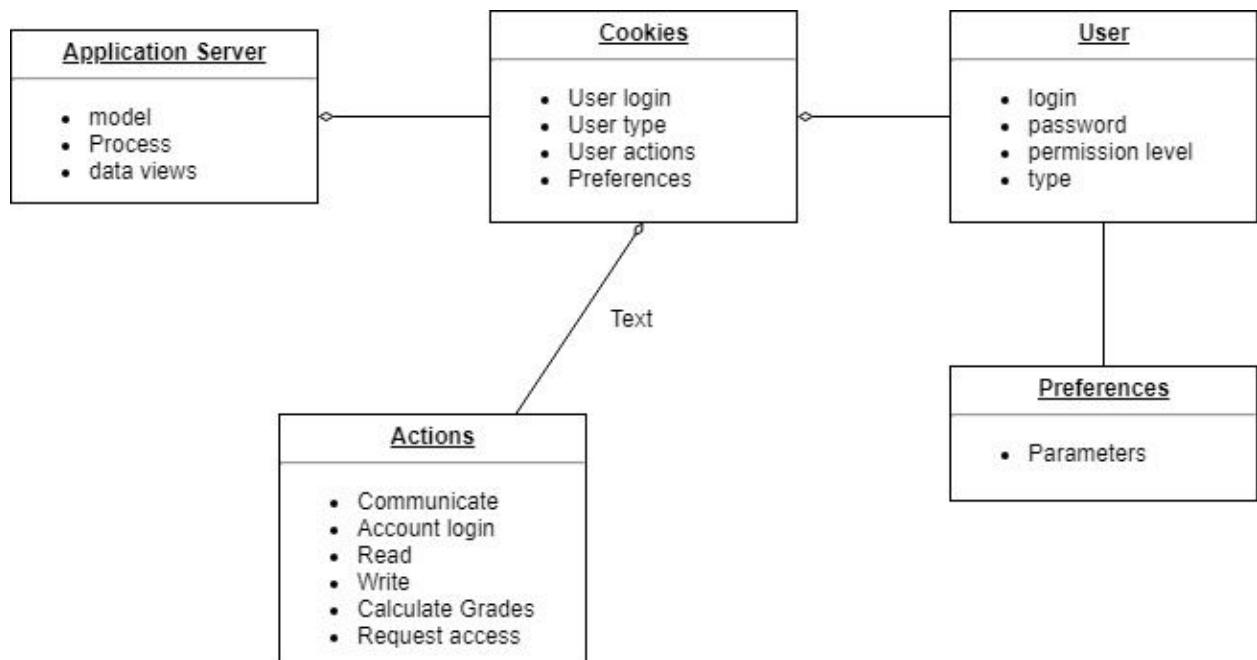 Application Server
model
Process
data views
Cookies
User login
User type
User actions
Preferences
User
login
password
permission level
type
Text
Preferences
Parameters
Actions
Communicate
Account login
Read
Write
Calculate Grades
Request access